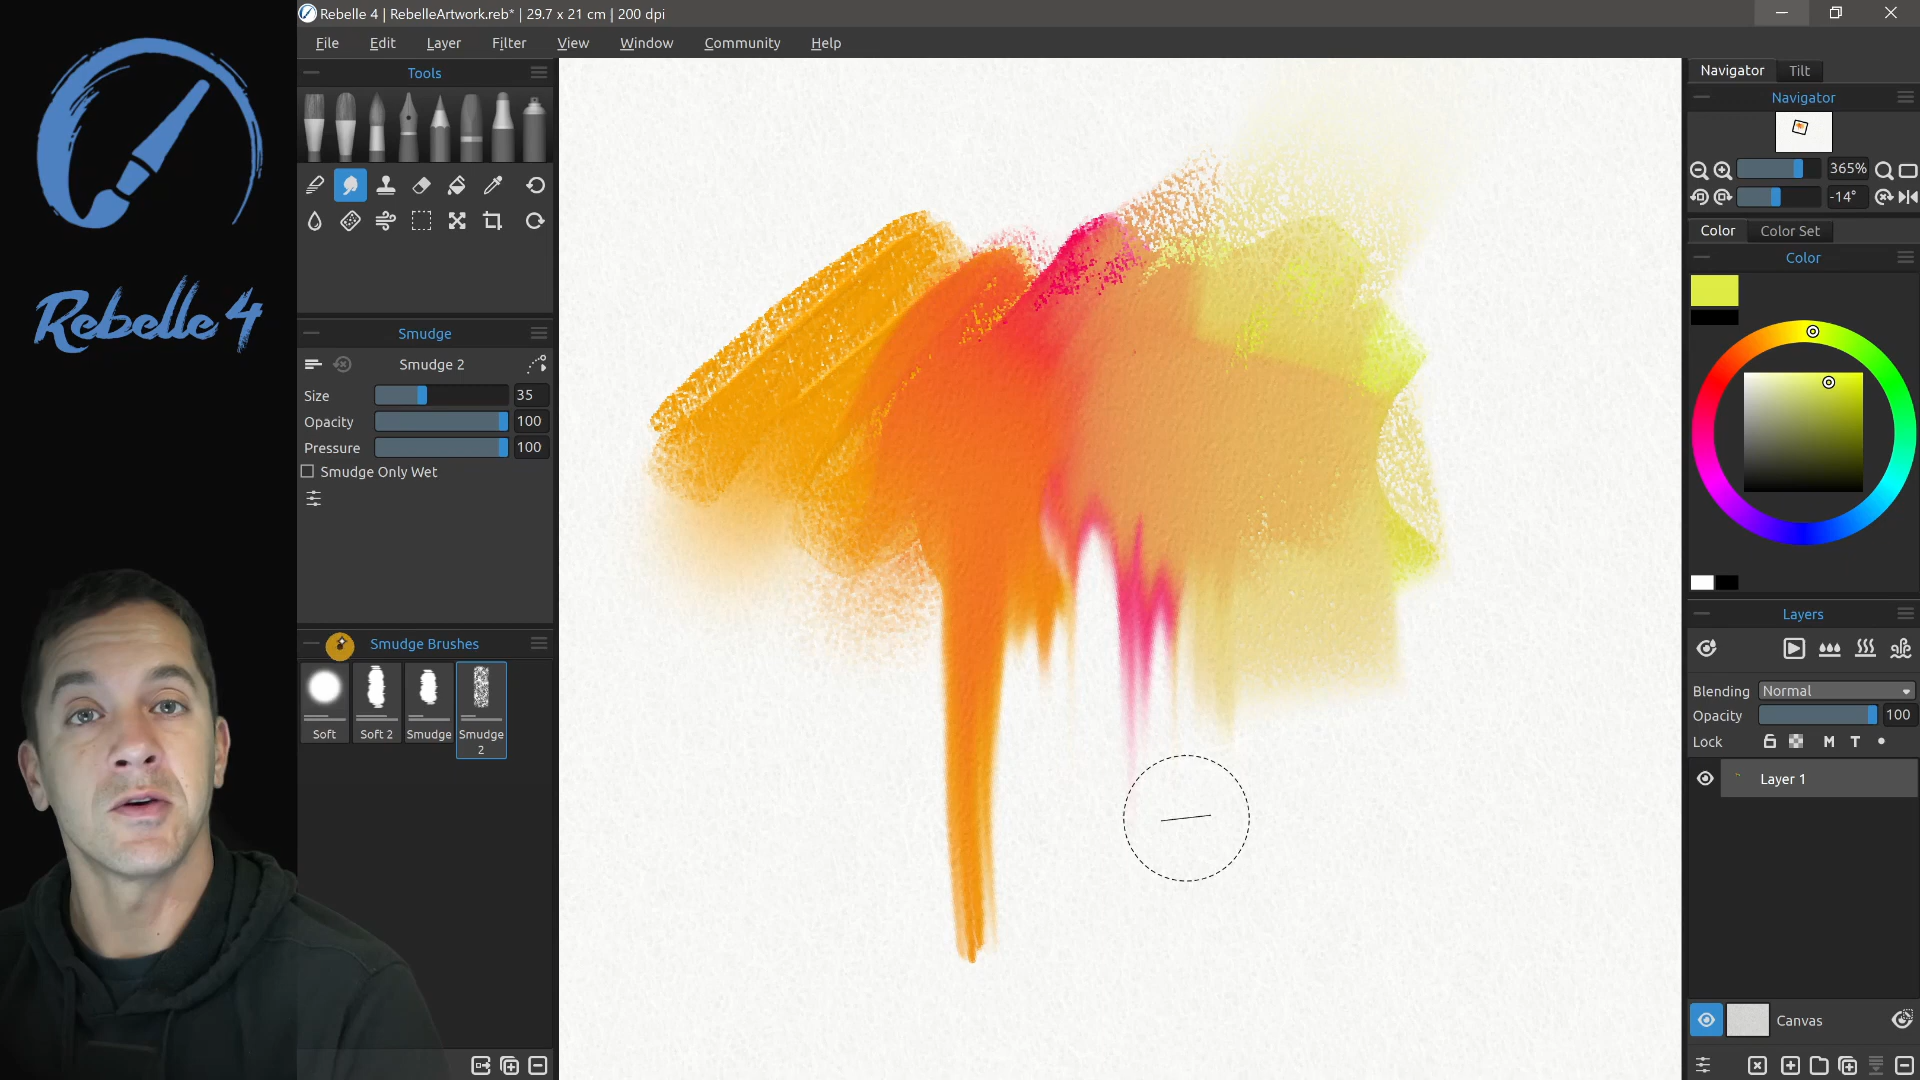 Rebelle 4 | RebelleArtwork.reb* | 29.7 x 21 cm | 200 dpi
File Edit Layer Filter View Window Community Help
Rebelle 4
Tools
Smudge
Smudge 2
Size 35
Opacity 100
Pressure 100
Smudge Only Wet
Smudge Brushes
Soft Soft 2 Smudge Smudge 2
Navigator Tilt
Navigator
365%
-14°
Color Color Set
Color
Layers
Blending Normal
Opacity 100
Lock M T
Layer 1
Canvas